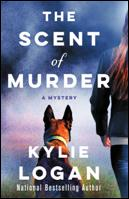 THE
SCENT
of
MURDER
A MYSTERY
KYLIE
LOGAN
National Bestselling Author